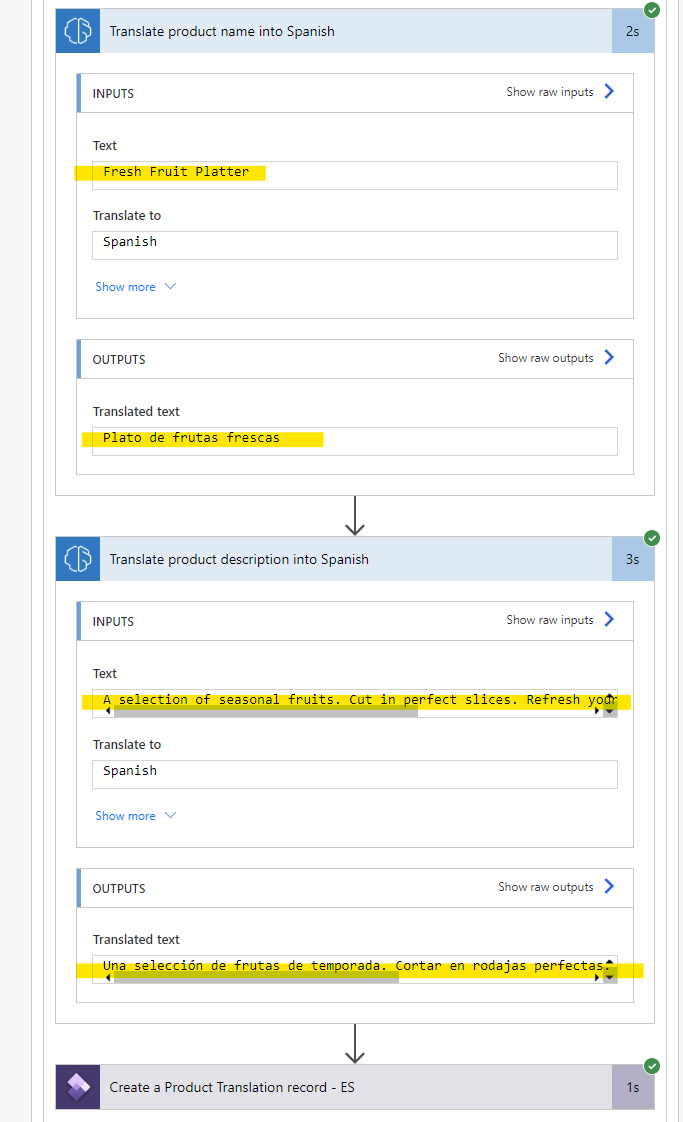 Translate product name into Spanish
2s
INPUTS
Show raw inputs
Text
Fresh Fruit Platter
Translate to
Spanish
Show more
OUTPUTS
Show raw outputs
Translated text
Plato de frutas frescas
Translate product description into Spanish
3s
INPUTS
Show raw inputs
Text
A selection of seasonal fruits. Cut in perfect slices. Refresh your
Translate to
Spanish
Show more
OUTPUTS
Show raw outputs
Translated text
Una selección de frutas de temporada. Cortar en rodajas perfectas.
Create a Product Translation record - ES
1s